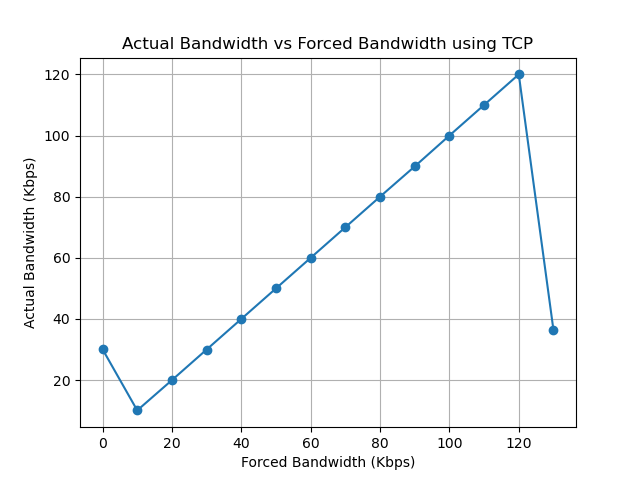 Actual Bandwidth vs Forced Bandwidth using TCP
120
100
80
60
40
20
Actual Bandwidth (Kbps)
0 20 40 60 80 100 120
Forced Bandwidth (Kbps)